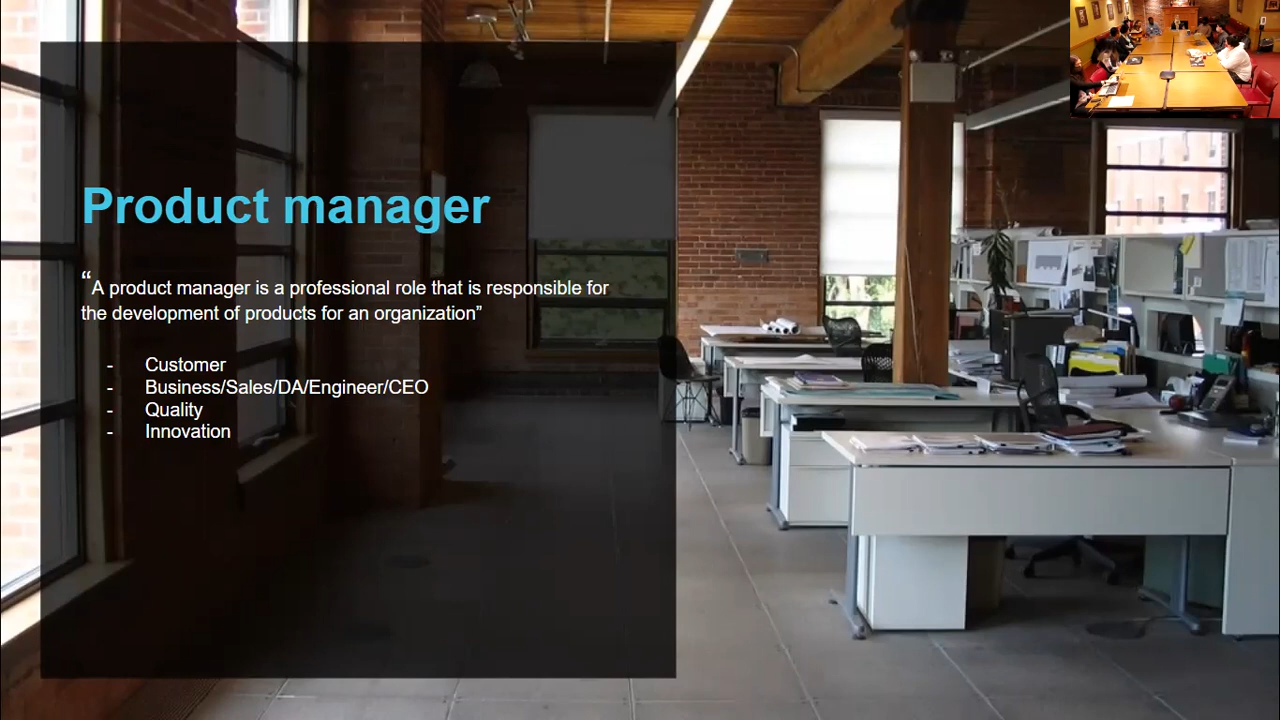 Product manager
“A product manager is a professional role that is responsible for
the development of products for an organization”
- Customer
- Business/Sales/DA/Engineer/CEO
- Quality
- Innovation